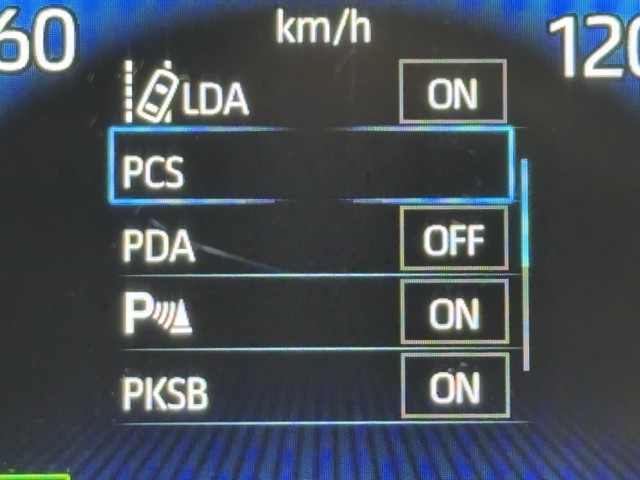 60
km/h
120
LDA ON
PCS
PDA OFF
P ON
PKSB ON